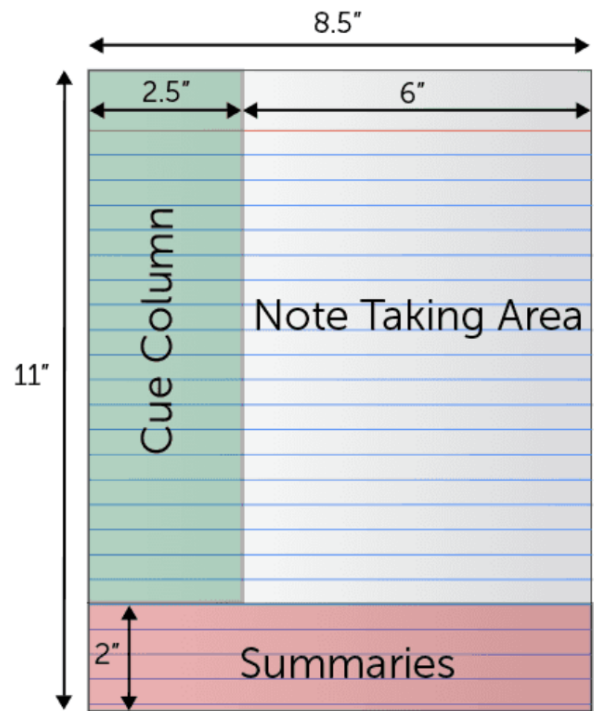 8.5″
2.5″ 6″
Cue Column
Note Taking Area
11″
2″
Summaries